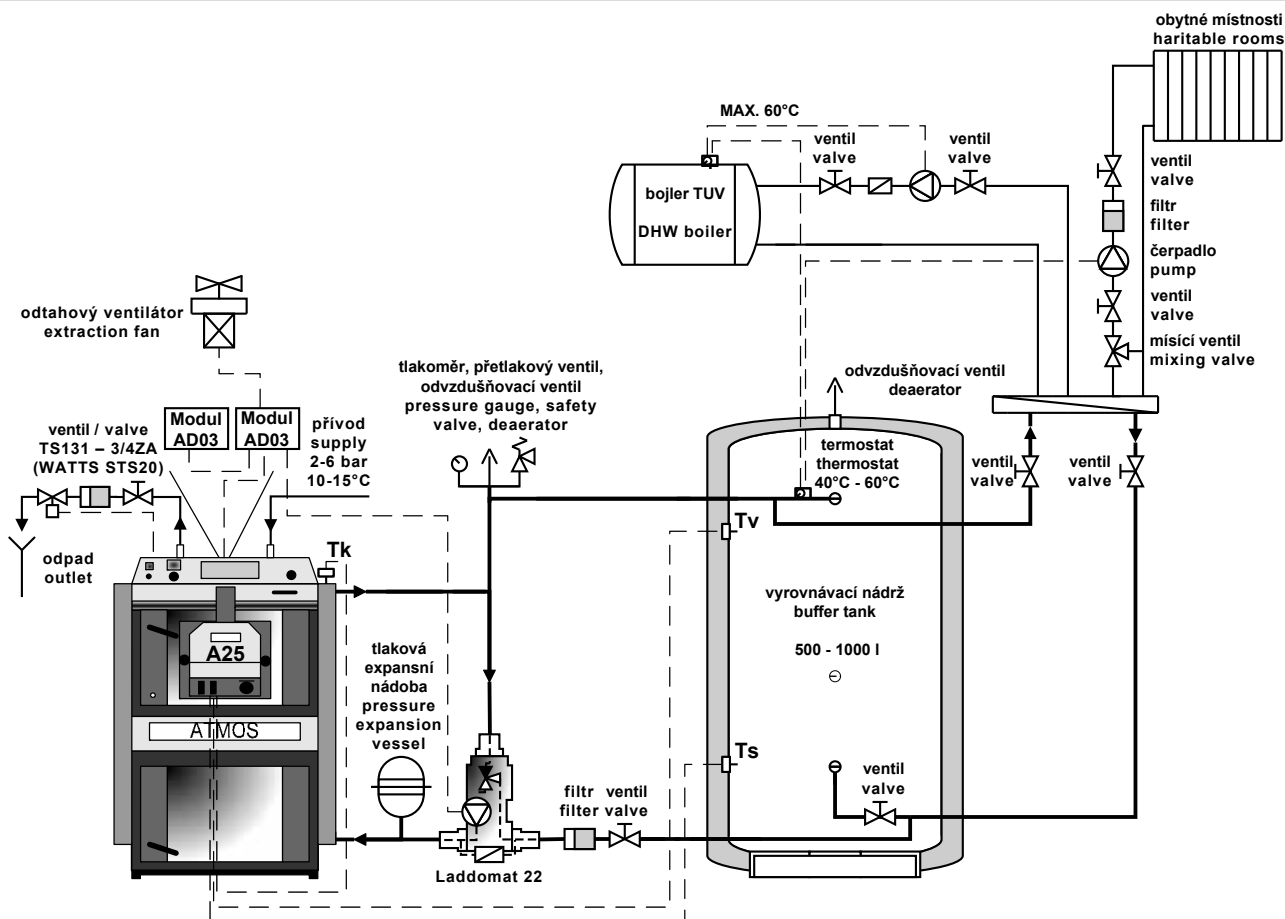 obytné místnosti
haritable rooms
MAX. 60°C
ventil
valve
ventil
valve
bojler TUV
DHW boiler
ventil
valve
filtr
filter
čerpadlo
pump
ventil
valve
mísící ventil
mixing valve
odtahový ventilátor
extraction fan
tlakoměr, přetlakový ventil,
odvzdušňovací ventil
pressure gauge, safety
valve, deaerator
odvzdušňovací ventil
deaerator
Modul
AD03
Modul
AD03
přívod
supply
2-6 bar
10-15°C
ventil / valve
TS131 – 3/4ZA
(WATTS STS20)
termostat
thermostat
40°C - 60°C
ventil
valve
ventil
valve
odpad
outlet
Tk
Tv
vyrovnávací nádrž
buffer tank
500 - 1000 l
A25
ATMOS
tlaková
expansní
nádoba
pressure
expansion
vessel
Ts
ventil
valve
filtr ventil
filter valve
Laddomat 22